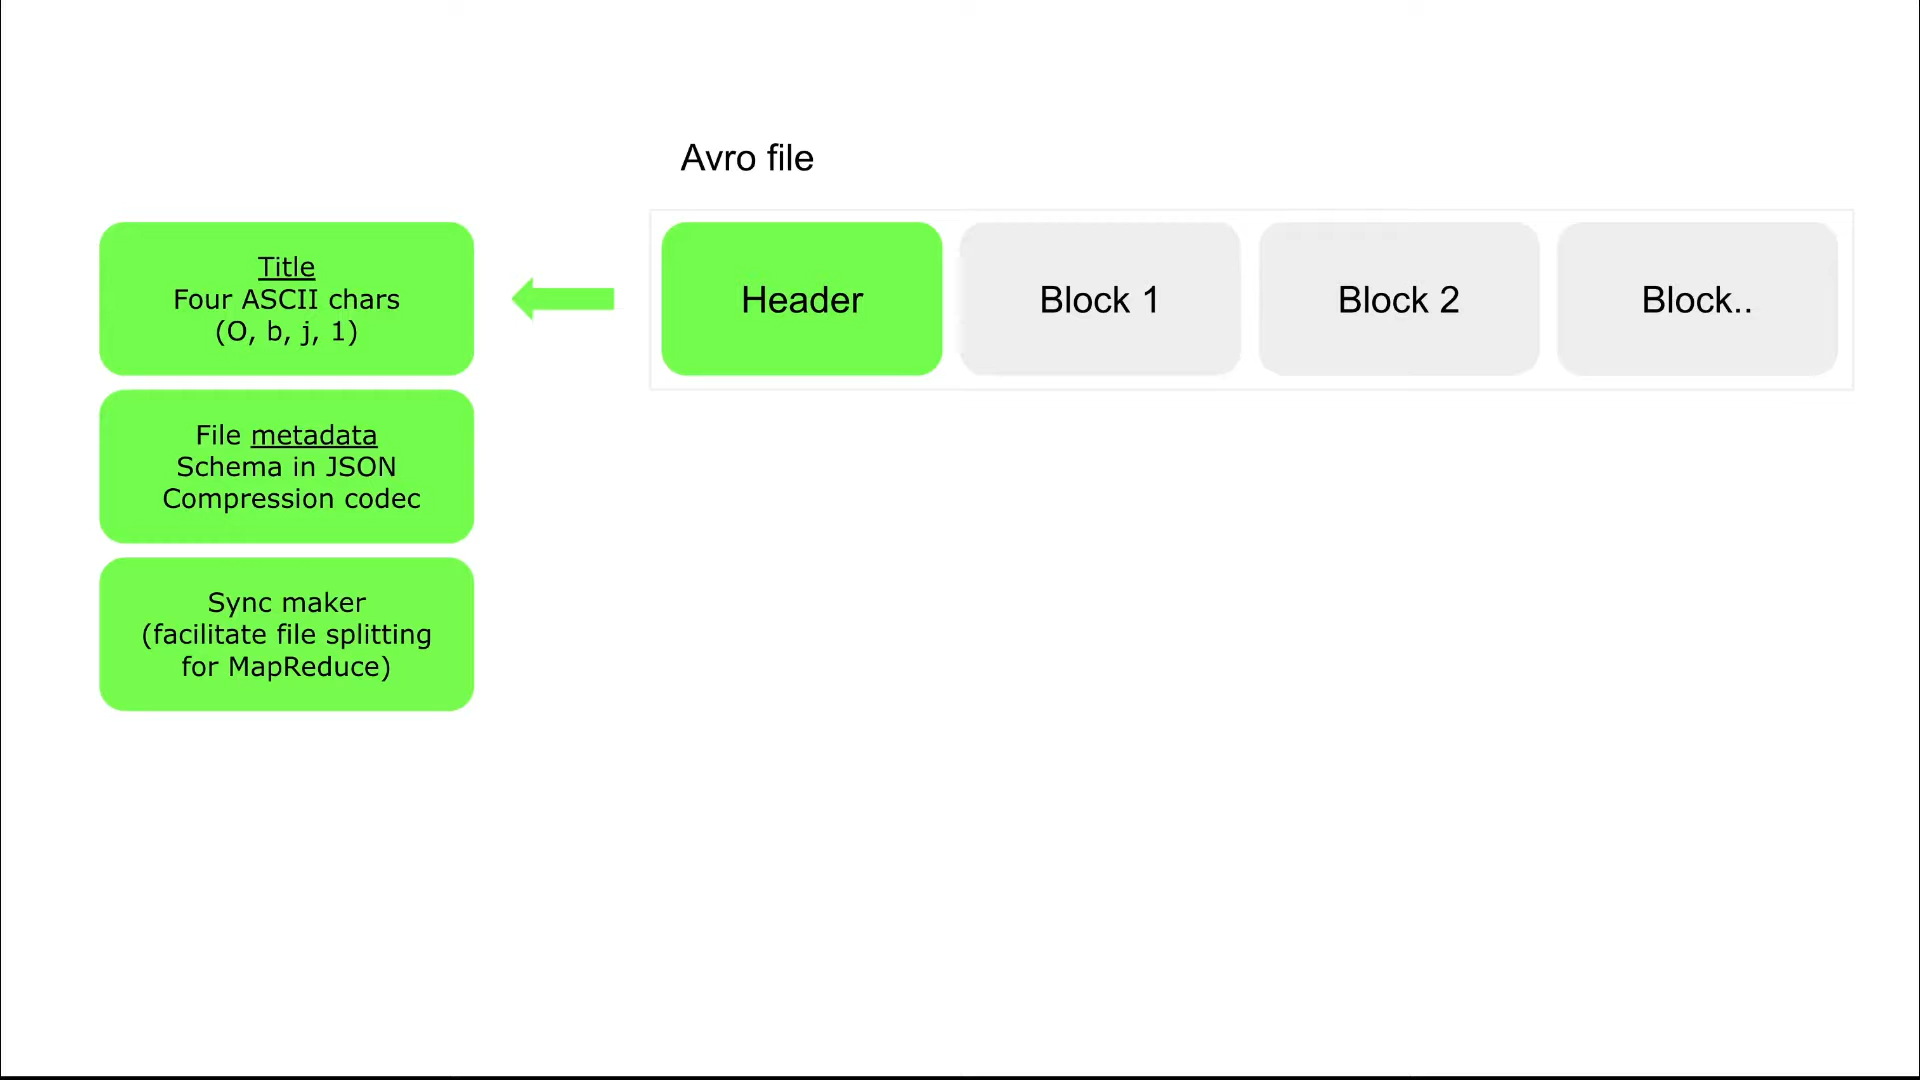 Avro file
Title
Four ASCII chars
(O, b, j, 1)
File metadata
Schema in JSON
Compression codec
Sync maker
(facilitate file splitting
for MapReduce)
Header
Block 1
Block 2
Block..